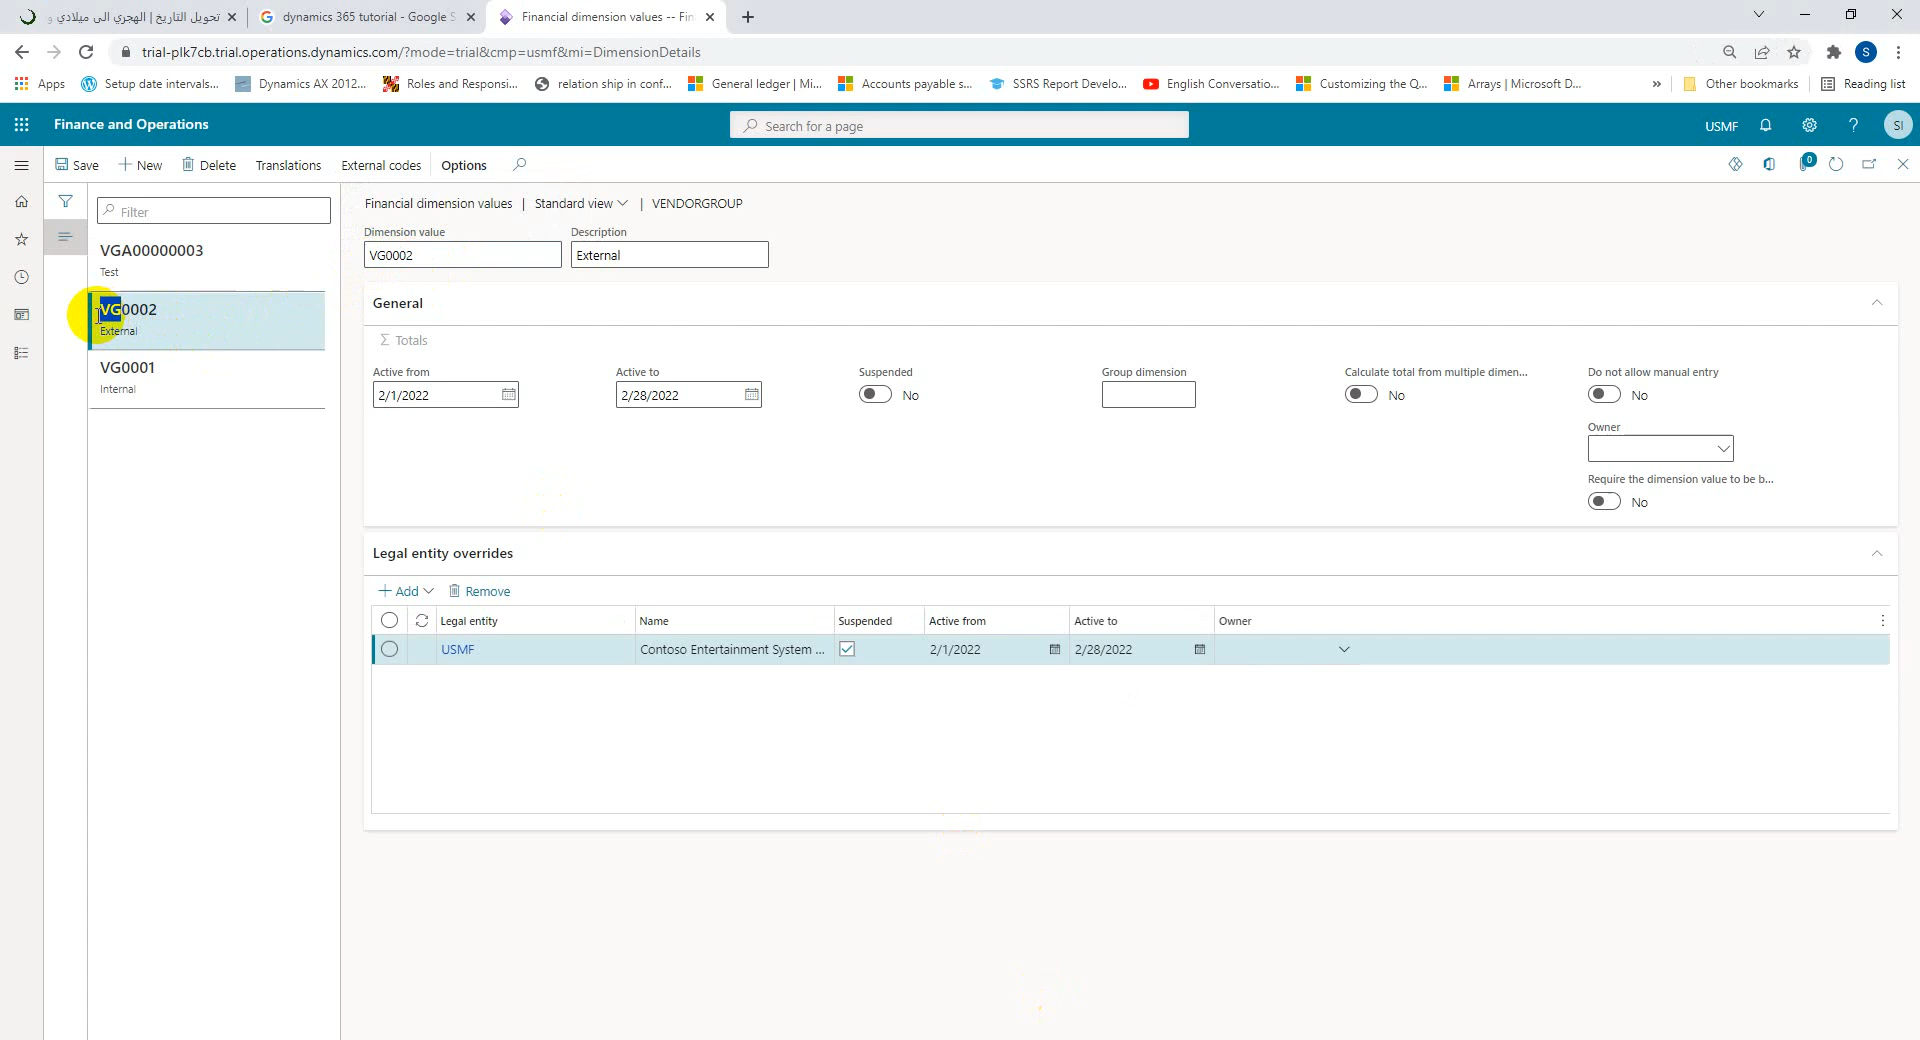 تحويل التاريخ | الهجري الى ميلادي و
dynamics 365 tutorial - Google S
Financial dimension values -- Fin
trial-plk7cb.trial.operations.dynamics.com/?mode=trial&cmp=usmf&mi=DimensionDetails
S
Apps
Setup date intervals...
Dynamics AX 2012...
Roles and Responsi...
relation ship in conf...
General ledger | Mi...
Accounts payable s...
SSRS Report Develo...
English Conversatio...
Customizing the Q...
Arrays | Microsoft D...
»
Other bookmarks
Reading list
Finance and Operations
Search for a page
USMF
?
SI
Save
New
Delete
Translations
External codes
Options
0
Filter
VGA00000003
Test
VG0002
External
VG0001
Internal
Financial dimension values | Standard view | VENDORGROUP
Dimension value
Description
VG0002
External
General
Σ Totals
Active from
Active to
Suspended
Group dimension
Calculate total from multiple dimen...
Do not allow manual entry
2/1/2022
2/28/2022
No
No
No
Owner
Require the dimension value to be b...
No
Legal entity overrides
Add
Remove
Legal entity
Name
Suspended
Active from
Active to
Owner
USMF
Contoso Entertainment System ...
2/1/2022
2/28/2022